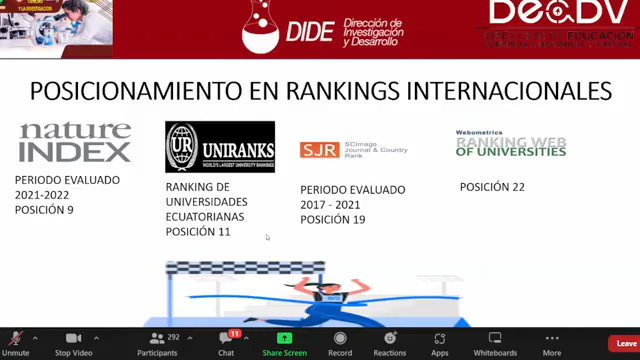 Y LA INVESTIGACIÓN
DIDE
Dirección de
Investigación
y Desarrollo
DEaDV
POSICIONAMIENTO EN RANKINGS INTERNACIONALES
nature
INDEX
PERIODO EVALUADO
2021-2022
POSICIÓN 9
UR
UNIRANKS
WORLD'S LARGEST UNIVERSITY RANKINGS
RANKING DE
UNIVERSIDADES
ECUATORIANAS
POSICIÓN 11
SJR
SCImago
Journal & Country
Rank
PERIODO EVALUADO
2017 - 2021
POSICIÓN 19
Webometrics
RANKING WEB
OF UNIVERSITIES
POSICIÓN 22
Unmute
Stop Video
292
Participants
11
Chat
Share Screen
Record
Reactions
Apps
Whiteboards
More
Leave